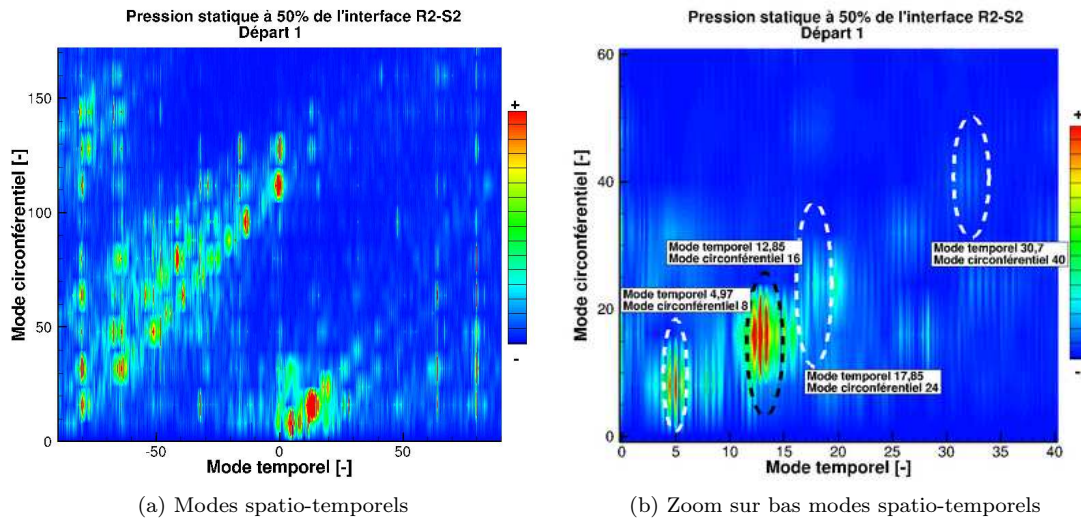 Pression statique à 50% de l'interface R2-S2
Départ 1
Mode circonférentiel [-]
150
100
50
0
-50
0
50
Mode temporel [-]
+
-
(a) Modes spatio-temporels
Pression statique à 50% de l'interface R2-S2
Départ 1
Mode circonférentiel [-]
60
40
20
0
0
5
10
15
20
25
30
35
40
Mode temporel [-]
Mode temporel 12,85
Mode circonférentiel 16
Mode temporel 30,7
Mode circonférentiel 40
Mode temporel 4,97
Mode circonférentiel 8
Mode temporel 17,85
Mode circonférentiel 24
+
-
(b) Zoom sur bas modes spatio-temporels